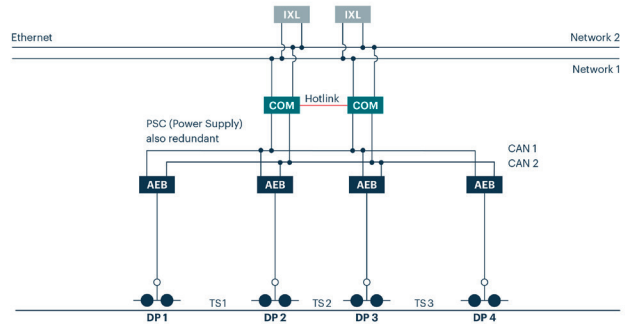 IXL IXL
Ethernet Network 2
Network 1
COM Hotlink COM
PSC (Power Supply)
also redundant
CAN 1
CAN 2
AEB AEB AEB AEB
TS1 TS2 TS3
DP 1 DP 2 DP 3 DP 4